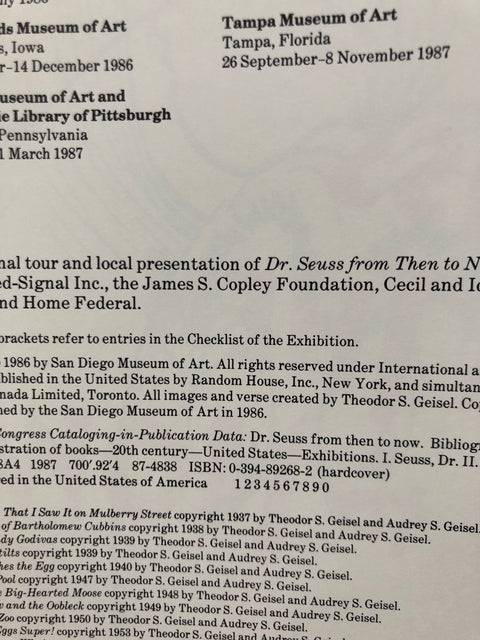 ds Museum of Art
s, Iowa
r–14 December 1986
useum of Art and
ie Library of Pittsburgh
Pennsylvania
1 March 1987
Tampa Museum of Art
Tampa, Florida
26 September–8 November 1987
nal tour and local presentation of Dr. Seuss from Then to N
ed-Signal Inc., the James S. Copley Foundation, Cecil and I
nd Home Federal.
brackets refer to entries in the Checklist of the Exhibition.
1986 by San Diego Museum of Art. All rights reserved under International a
blished in the United States by Random House, Inc., New York, and simultan
nada Limited, Toronto. All images and verse created by Theodor S. Geisel. Co
hed by the San Diego Museum of Art in 1986.
Congress Cataloging-in-Publication Data: Dr. Seuss from then to now. Bibliog
stration of books—20th century—United States—Exhibitions. I. Seuss, Dr. II.
8A4 1987 700'.92'4 87-4838 ISBN: 0-394-89268-2 (hardcover)
ed in the United States of America 1 2 3 4 5 6 7 8 9 0
That I Saw It on Mulberry Street copyright 1937 by Theodor S. Geisel and Audrey S. Geisel.
of Bartholomew Cubbins copyright 1938 by Theodor S. Geisel and Audrey S. Geisel.
dy Godivas copyright 1939 by Theodor S. Geisel and Audrey S. Geisel.
tilts copyright 1939 by Theodor S. Geisel and Audrey S. Geisel.
hes the Egg copyright 1940 by Theodor S. Geisel and Audrey S. Geisel.
Pool copyright 1947 by Theodor S. Geisel and Audrey S. Geisel.
Big-Hearted Moose copyright 1948 by Theodor S. Geisel and Audrey S. Geisel.
w and the Oobleck copyright 1949 by Theodor S. Geisel and Audrey S. Geisel.
Zoo copyright 1950 by Theodor S. Geisel and Audrey S. Geisel.
Eggs Super! copyright 1953 by Theodor S. Geisel and Audrey S. Geisel.